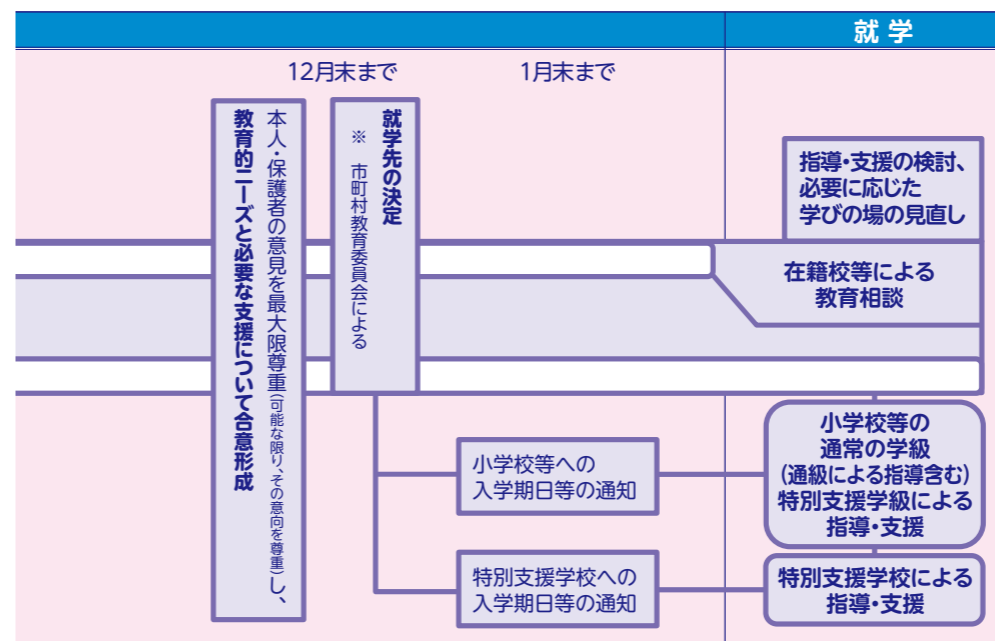 就学
12月末まで
1月末まで
本人・保護者の意見を最大限尊重(可能な限り、その意向を尊重)し、
教育的ニーズと必要な支援について合意形成
就学先の決定
※ 市町村教育委員会による
指導・支援の検討、
必要に応じた
学びの場の見直し
在籍校等による
教育相談
小学校等への
入学期日等の通知
小学校等の
通常の学級
(通級による指導含む)
特別支援学級による
指導・支援
特別支援学校への
入学期日等の通知
特別支援学校による
指導・支援